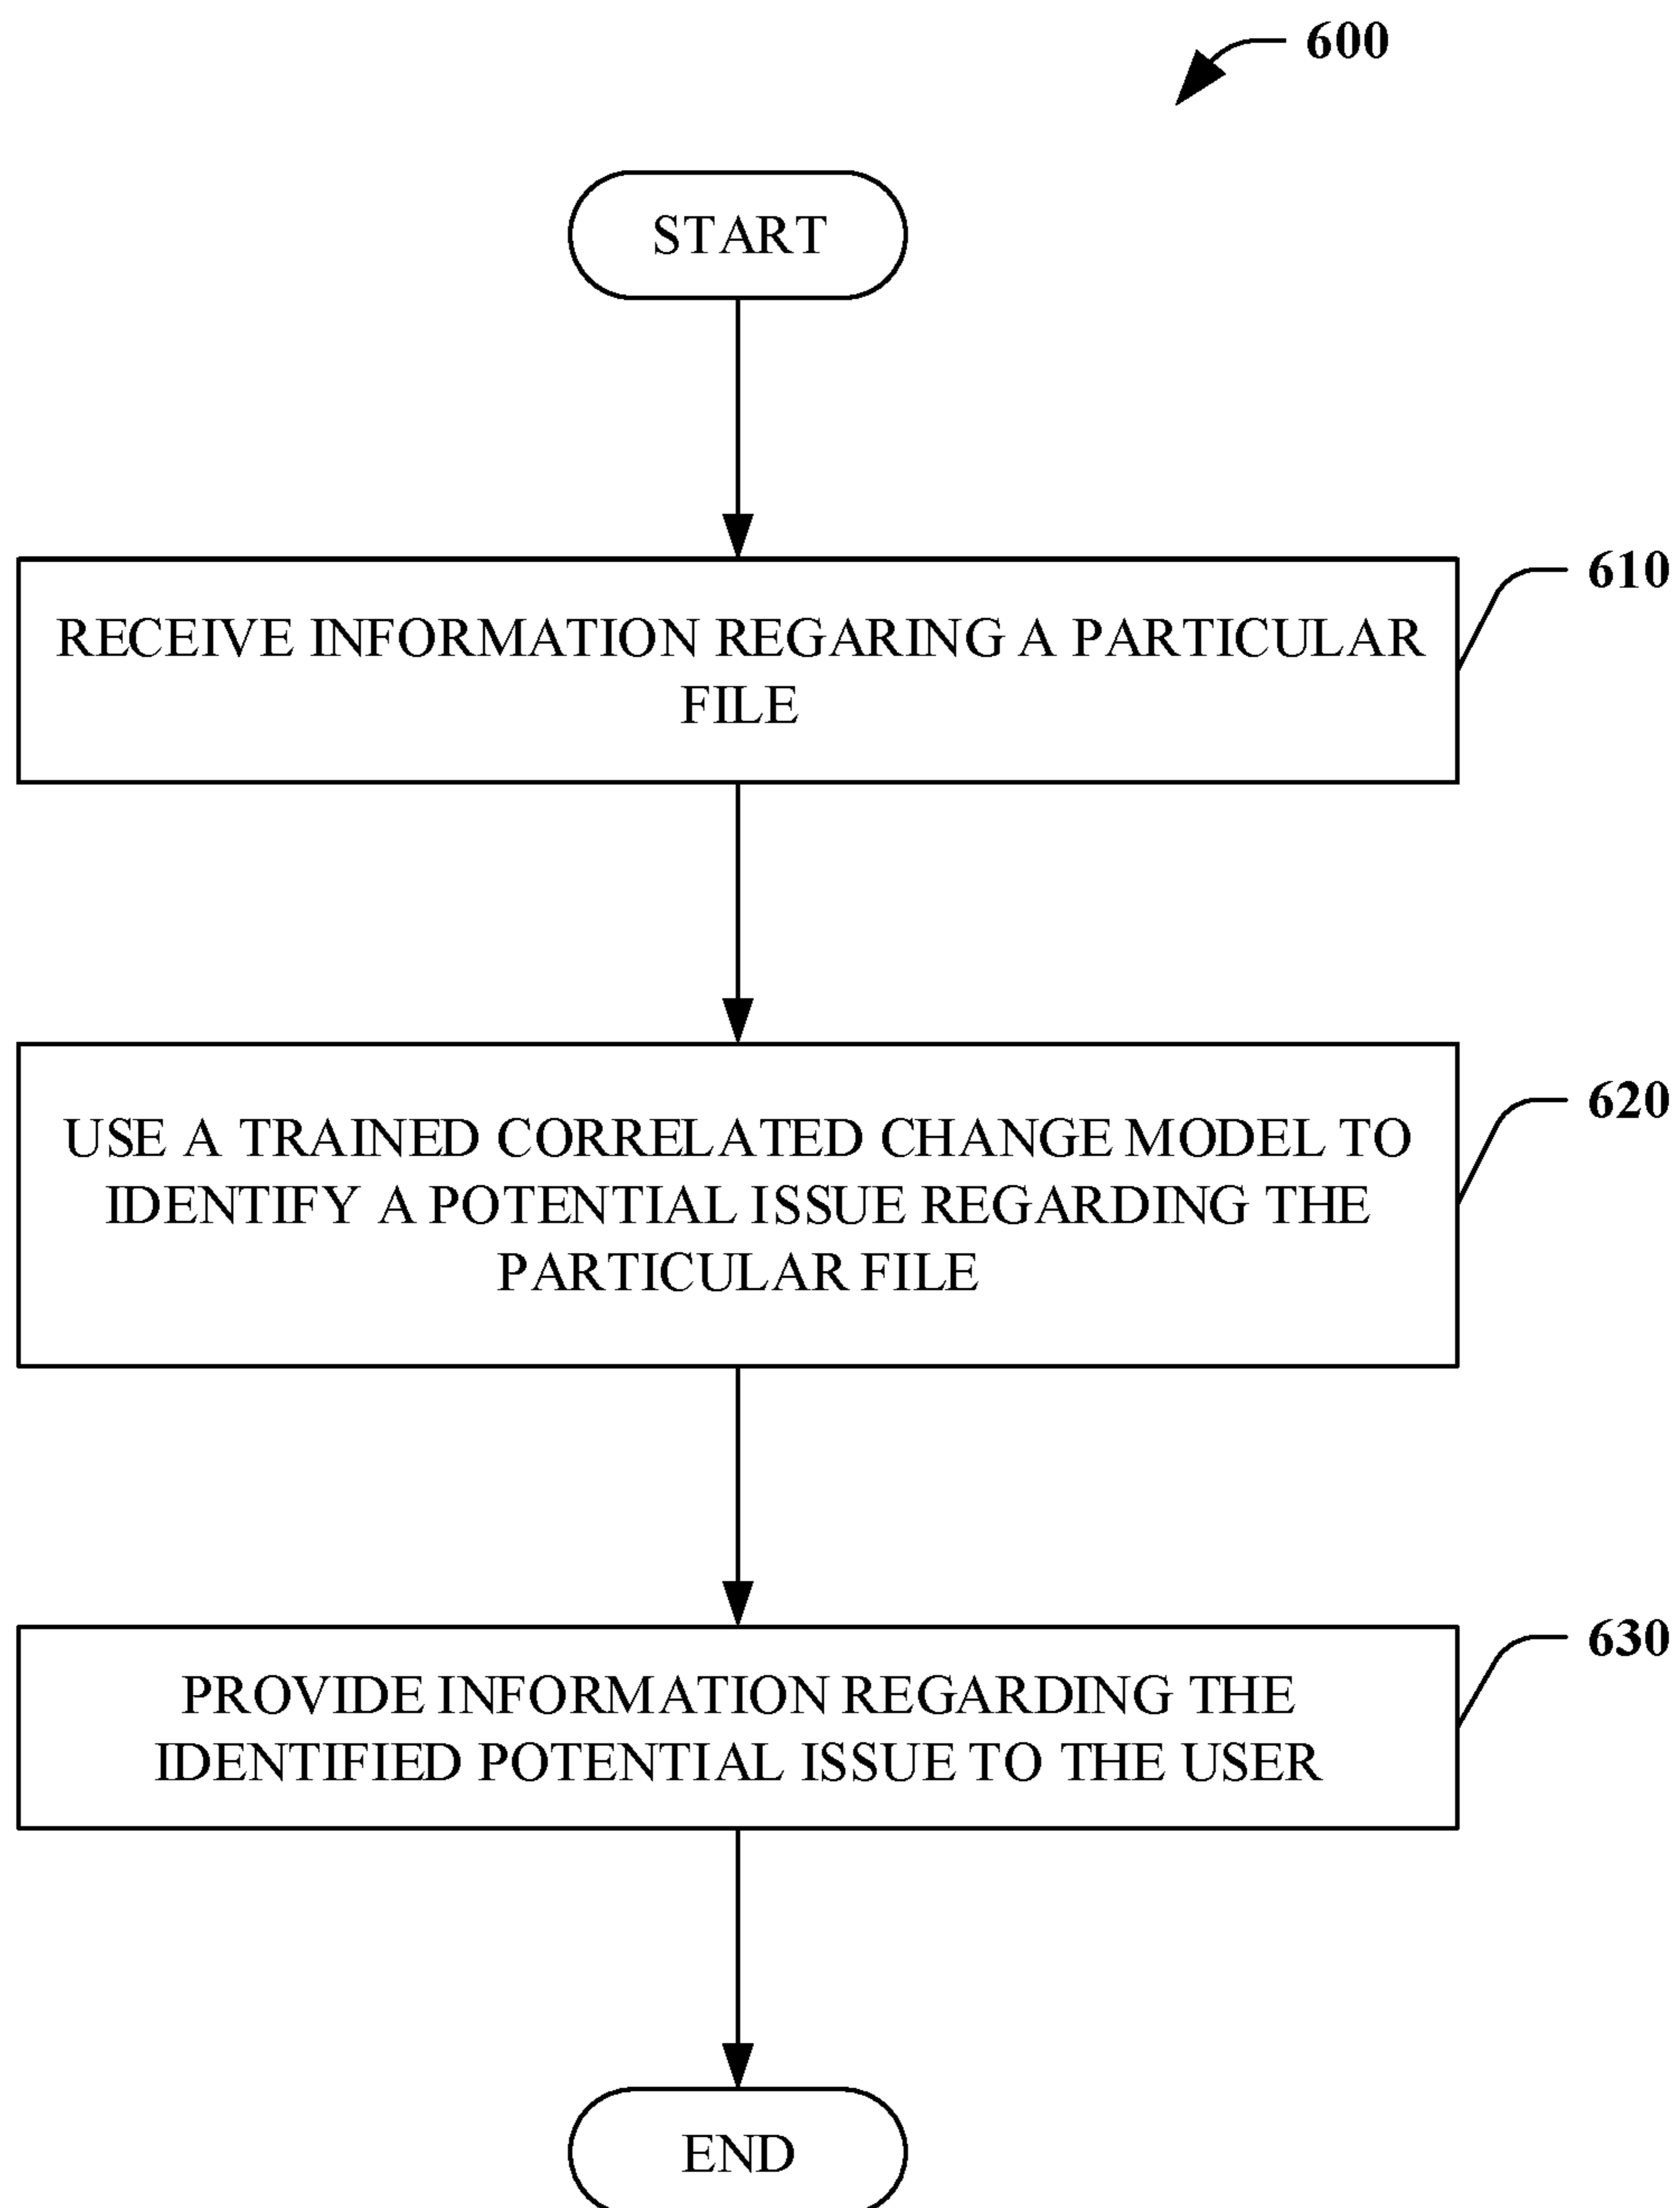 600
START
RECEIVE INFORMATION REGARING A PARTICULAR
FILE
610
USE A TRAINED CORRELATED CHANGE MODEL TO
IDENTIFY A POTENTIAL ISSUE REGARDING THE
PARTICULAR FILE
620
PROVIDE INFORMATION REGARDING THE
IDENTIFIED POTENTIAL ISSUE TO THE USER
630
END